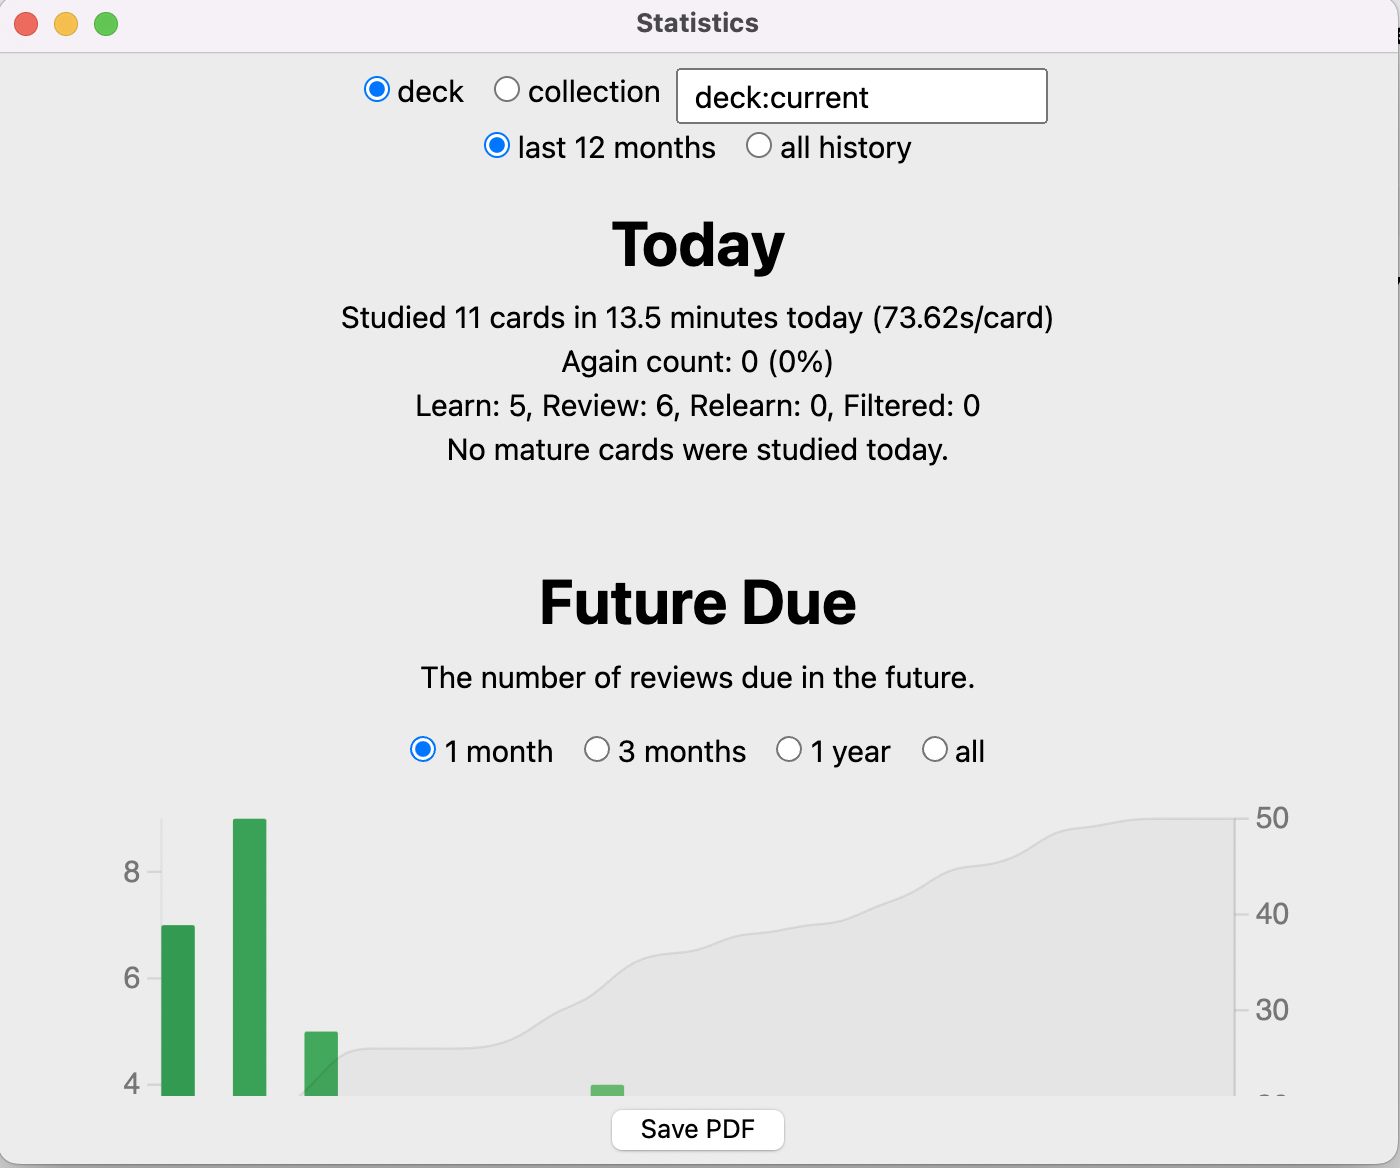 Statistics
deck collection deck:current
last 12 months all history
Today
Studied 11 cards in 13.5 minutes today (73.62s/card)
Again count: 0 (0%)
Learn: 5, Review: 6, Relearn: 0, Filtered: 0
No mature cards were studied today.
Future Due
The number of reviews due in the future.
1 month 3 months 1 year all
50
8
40
6
30
4
Save PDF